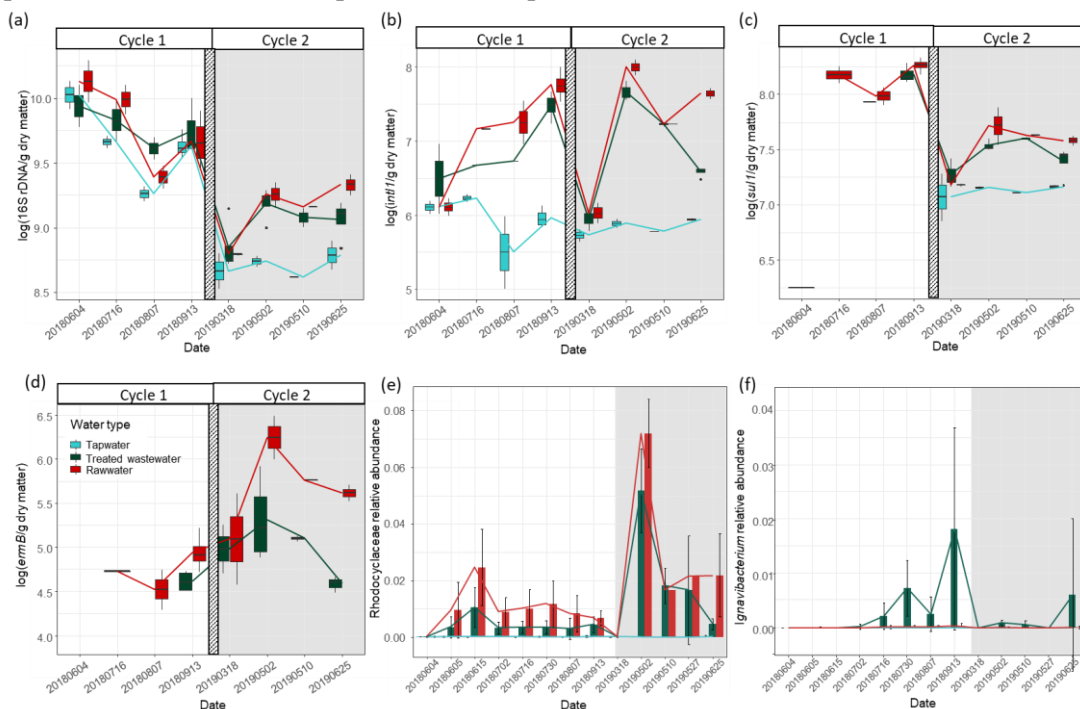 (a)
Cycle 1
Cycle 2
log(16S rDNA/g dry matter)
10.0
9.5
9.0
8.5
20180604
20180716
20180807
20180913
20190318
20190502
20190510
20190625
Date
(b)
Cycle 1
Cycle 2
log(intI1/g dry matter)
8
7
6
5
20180604
20180716
20180807
20180913
20190318
20190502
20190510
20190625
Date
(c)
Cycle 1
Cycle 2
log(sul1/g dry matter)
8.0
7.5
7.0
6.5
20180604
20180716
20180807
20180913
20190318
20190502
20190510
20190625
Date
(d)
Cycle 1
Cycle 2
Water type
Tapwater
Treated wastewater
Rawwater
log(ermB/g dry matter)
6.5
6.0
5.5
5.0
4.5
4.0
20180604
20180716
20180807
20180913
20190318
20190502
20190510
20190625
Date
(e)
Rhodocyclaceae relative abundance
0.08
0.06
0.04
0.02
0.00
20180604
20180605
20180615
20180702
20180716
20180730
20180807
20180913
20190318
20190502
20190510
20190527
20190625
Date
(f)
Ignavibacterium relative abundance
0.04
0.03
0.02
0.01
0.00
20180604
20180605
20180615
20180702
20180716
20180730
20180807
20180913
20190318
20190502
20190510
20190527
20190625
Date